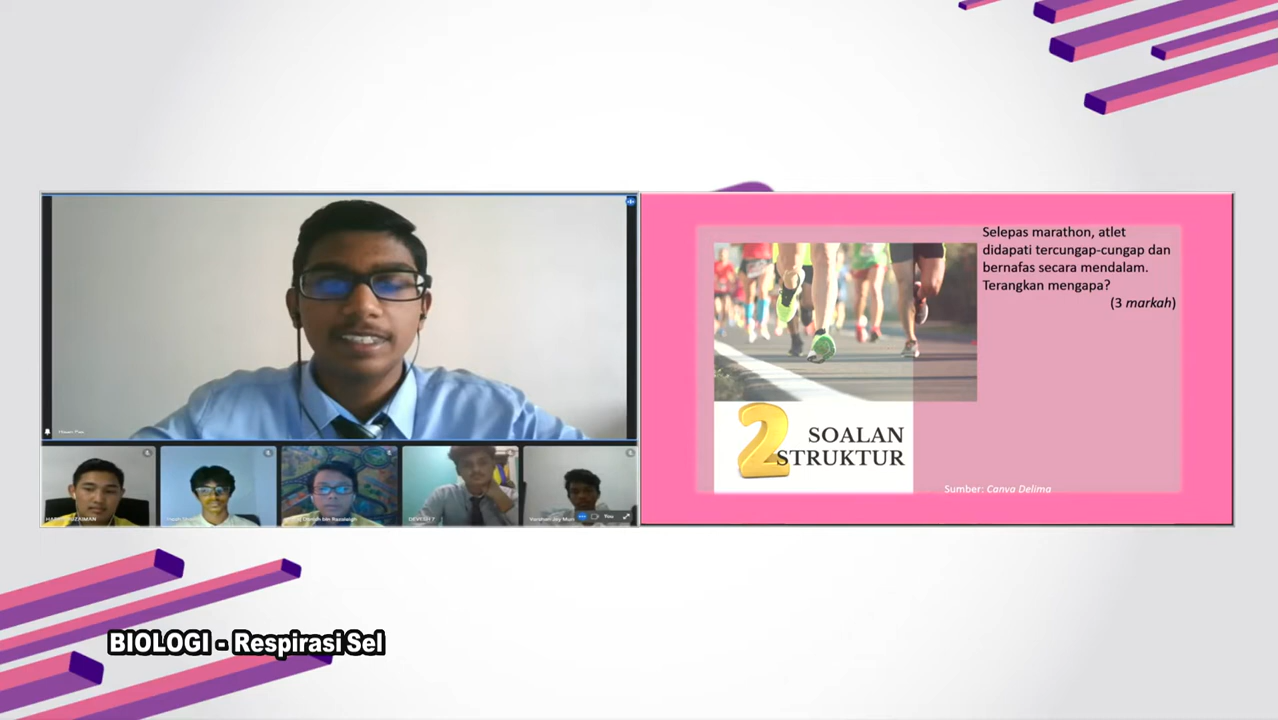 Selepas marathon, atlet
didapati tercungap-cungap dan
bernafas secara mendalam.
Terangkan mengapa?
(3 markah)
2 SOALAN
STRUKTUR
Sumber: Canva Delima
You
BIOLOGI - Respirasi Sel